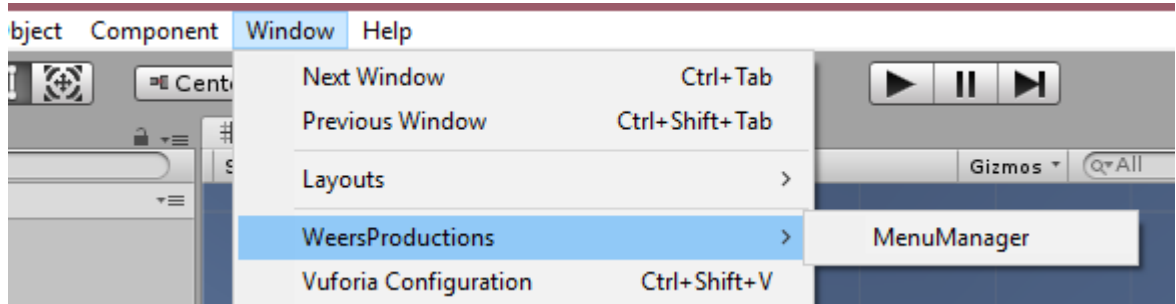 bject Component Window Help
Cent
Next Window Ctrl+Tab
Previous Window Ctrl+Shift+Tab
Layouts
Gizmos All
WeersProductions
MenuManager
Vuforia Configuration Ctrl+Shift+V